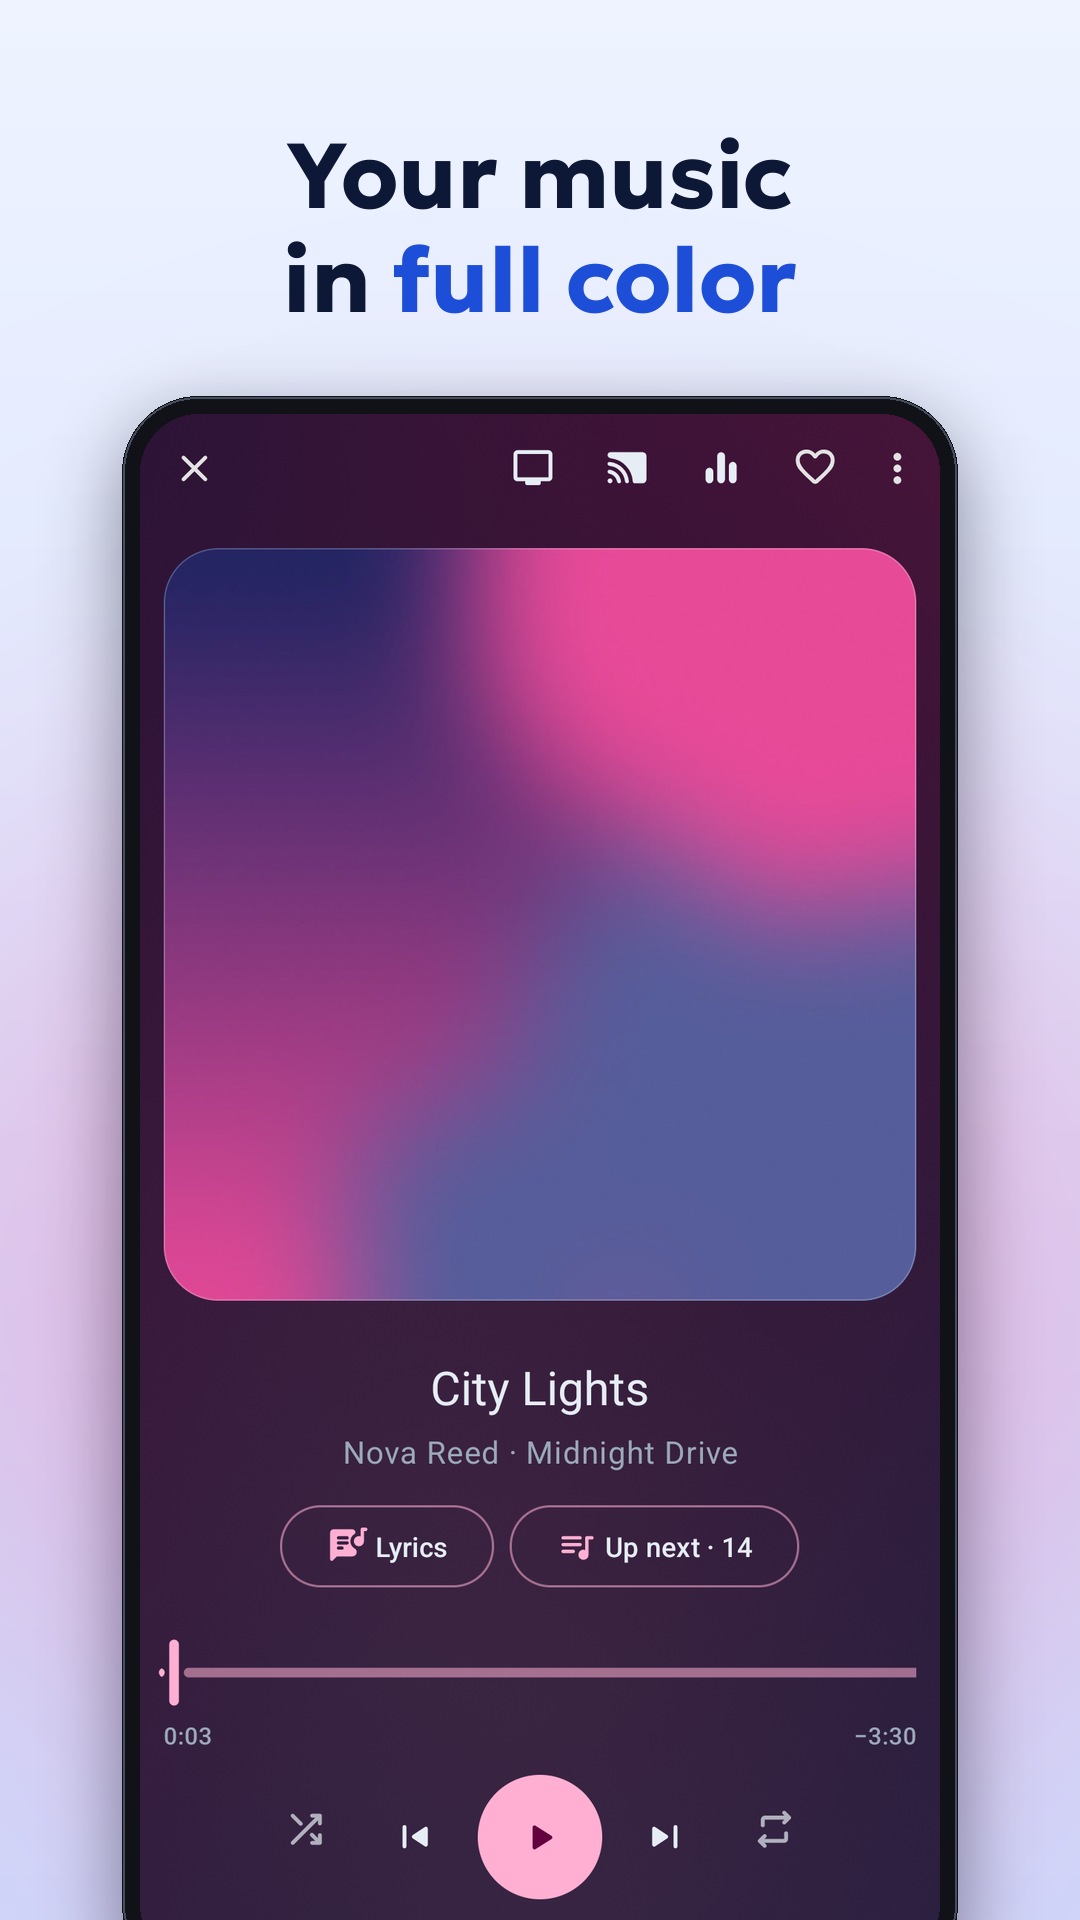 Your music
in full color
City Lights
Nova Reed · Midnight Drive
Lyrics
Up next · 14
0:03
−3:30